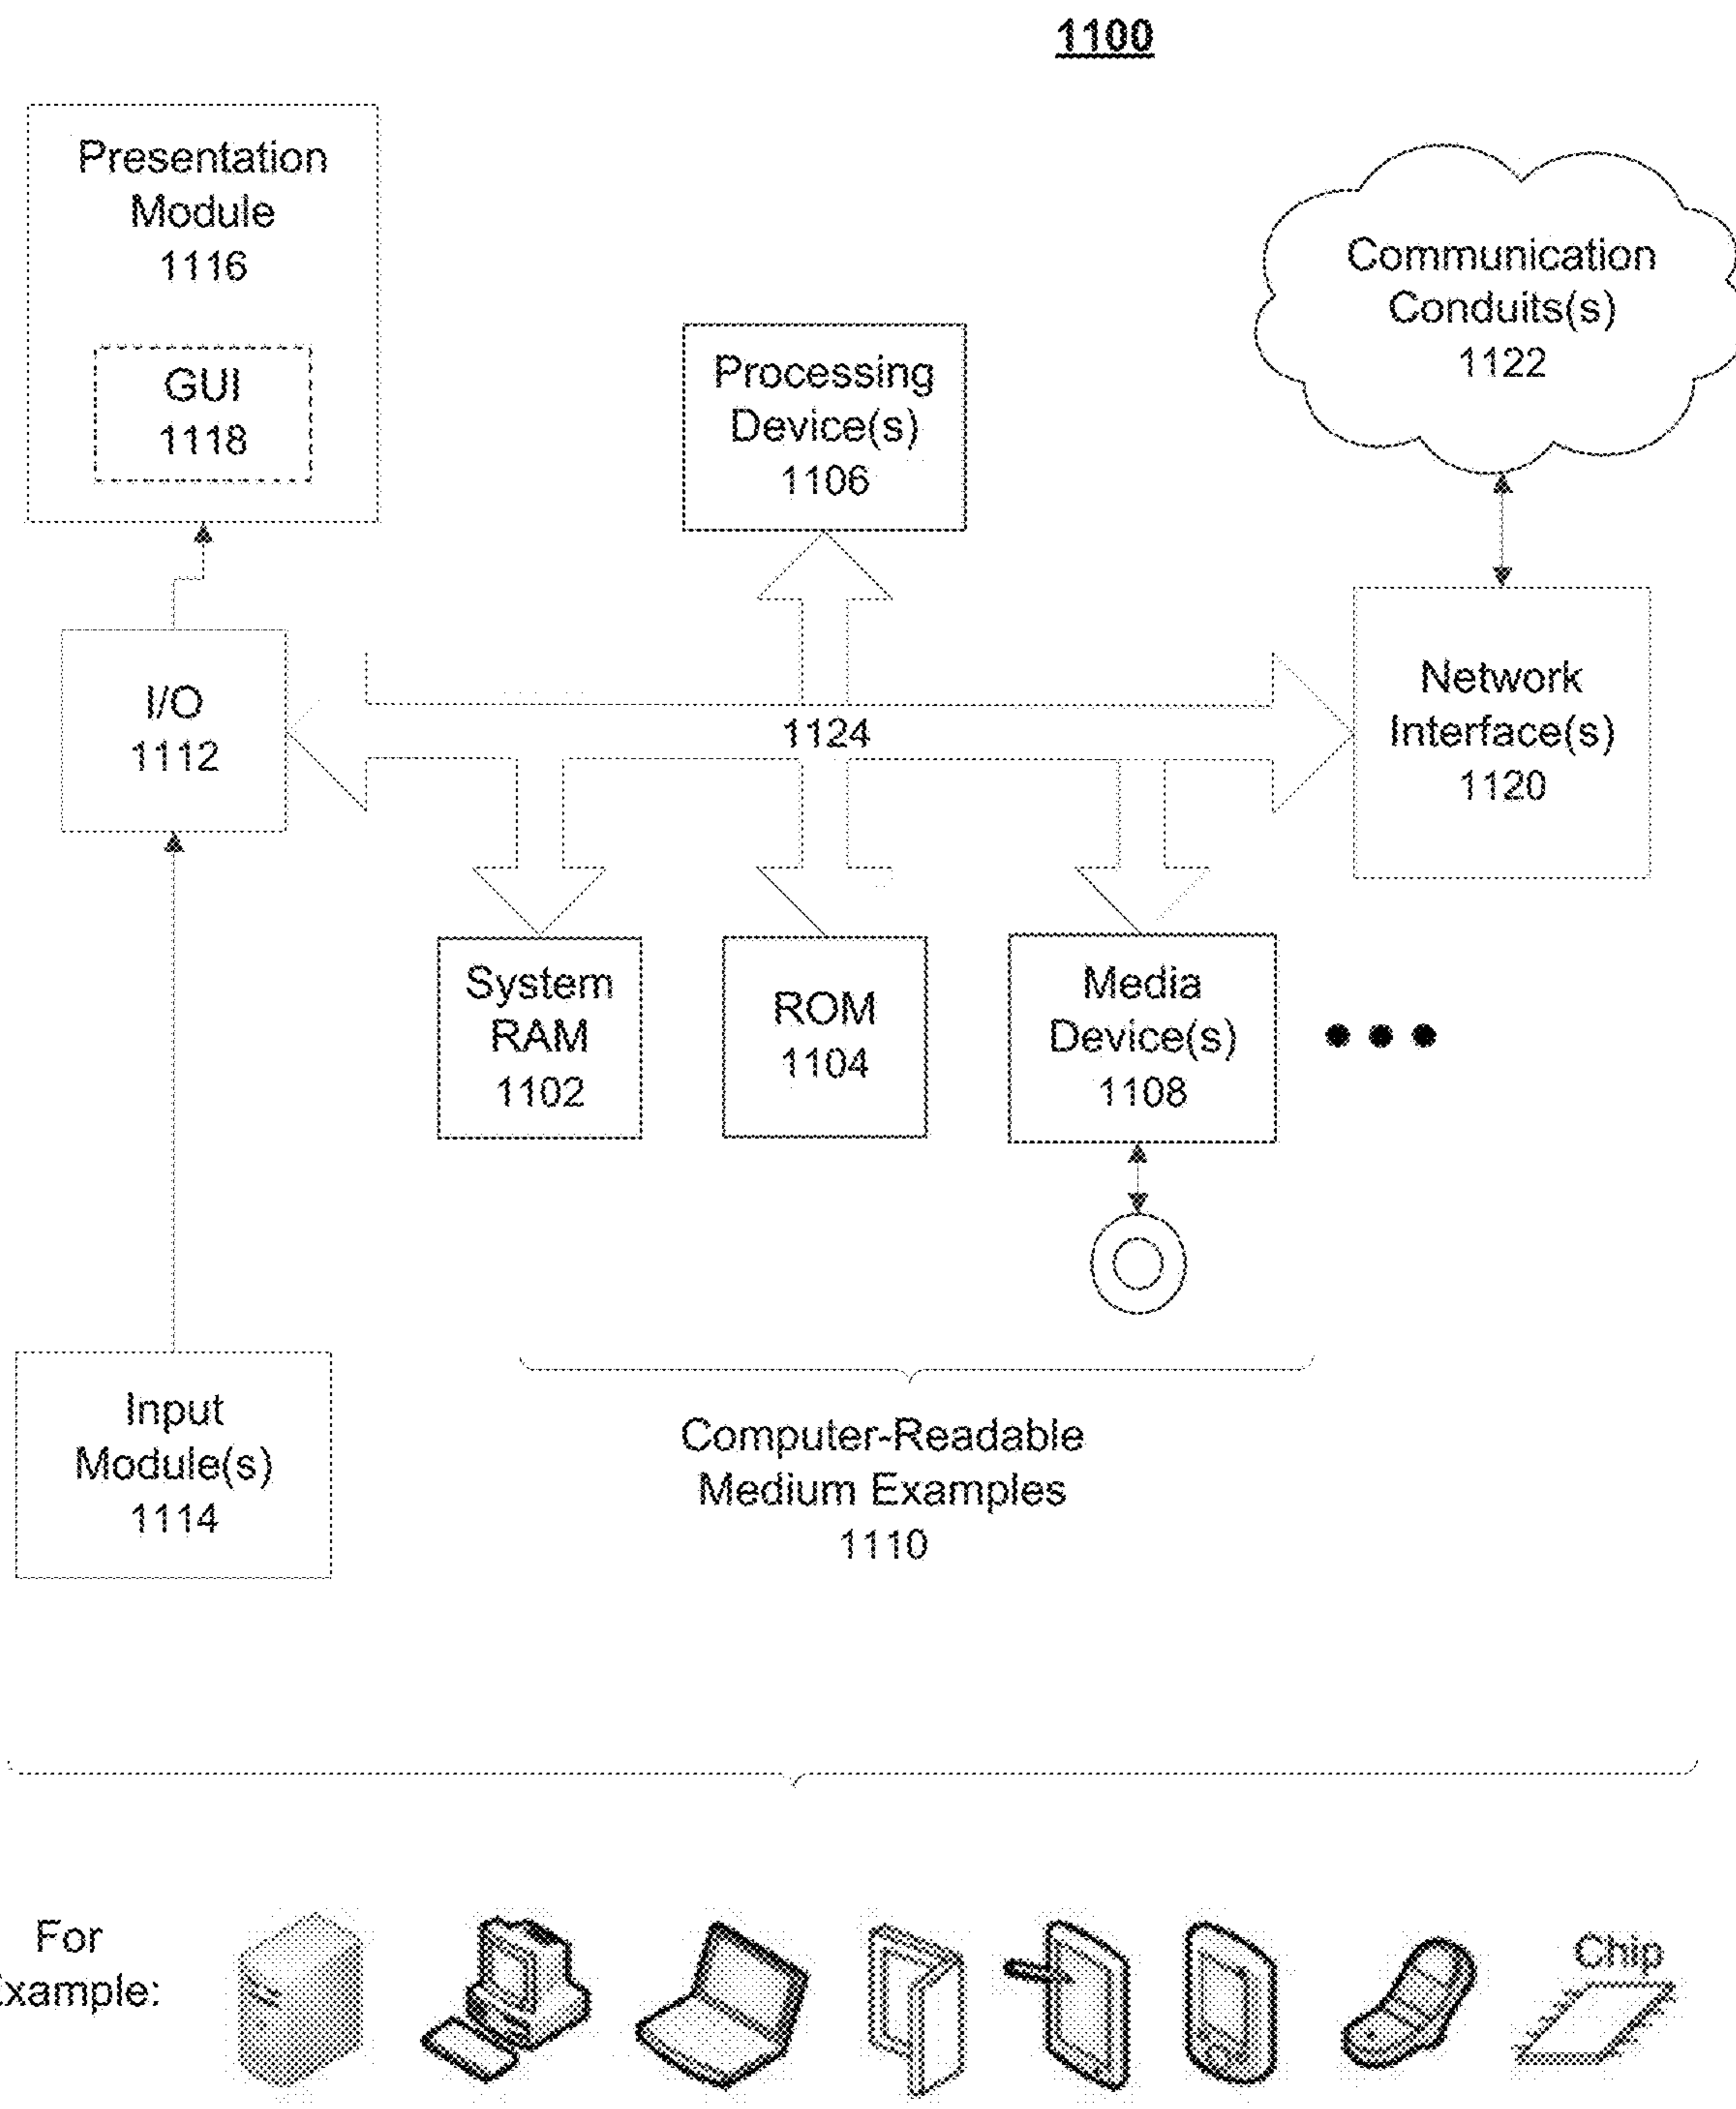 1100
Presentation
Module
1116
GUI
1118
Communication
Conduits(s)
1122
Processing
Device(s)
1106
I/O
1112
1124
Network
Interface(s)
1120
System
RAM
1102
ROM
1104
Media
Device(s)
1108
Input
Module(s)
1114
Computer-Readable
Medium Examples
1110
For
Example:
Chip